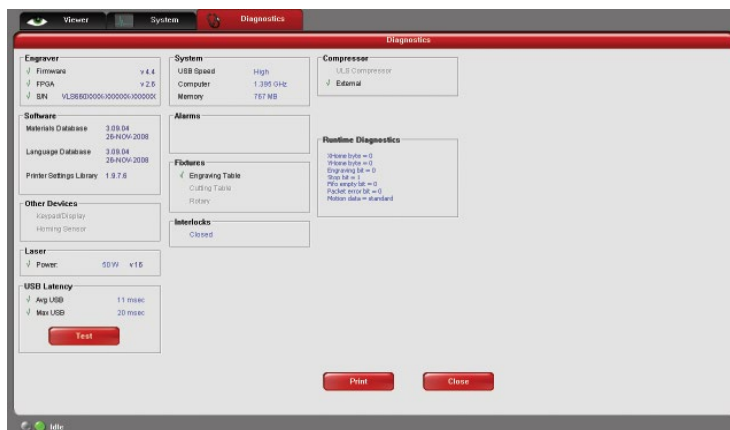 Viewer
System
Diagnostics
Diagnostics
Engraver
Firmware v 4.4
FPGA v 2.6
S/N
Software
Materials Database 3.09.04
26-NOV-2008
Language Database 3.09.04
26-NOV-2008
Printer Settings Library 1.9.7.6
Other Devices
Keypad/Display
Homing Sensor
Laser
Power: 50 W v16
USB Latency
Avg USB 11 msec
Max USB 20 msec
Test
System
USB Speed High
Computer 1.395 GHz
Memory 767 MB
Alarms
Fixtures
Engraving Table
Cutting Table
Rotary
Interlocks
Closed
Compressor
ULS Compressor
External
Runtime Diagnostics
XHome byte = 0
YHome byte = 0
Engraving bit = 0
Stop bit = 1
Fifo empty bit = 0
Packet error bit = 0
Motion data = standard
Print
Close
Idle